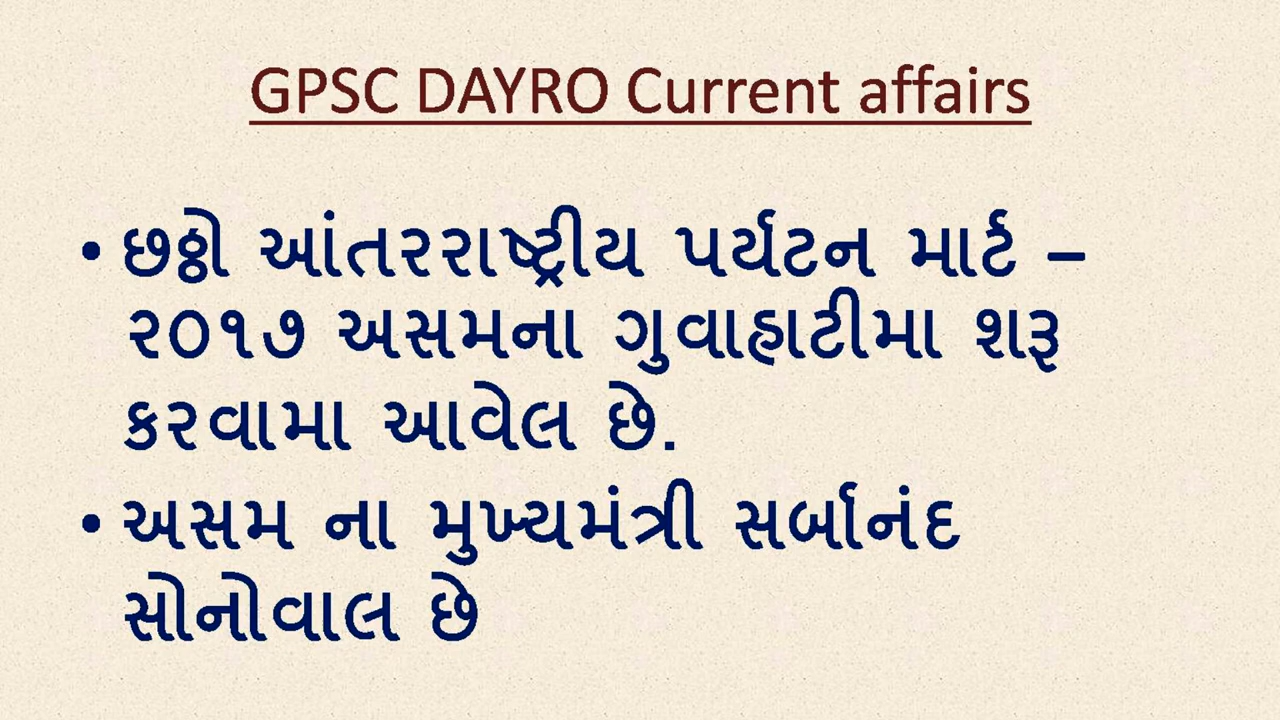 GPSC DAYRO Current affairs
• છઠ્ઠો આંતરરાષ્ટ્રીય પર્યટન માર્ટ –
૨૦૧૭ અસમના ગુવાહાટીમા શરૂ
કરવામા આવેલ છે.
• અસમ ના મુખ્યમંત્રી સર્બાનંદ
સોનોવાલ છે